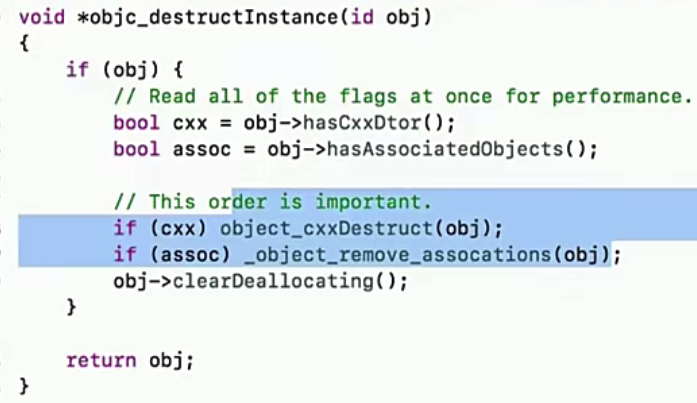 void *objc_destructInstance(id obj)
{
    if (obj) {
        // Read all of the flags at once for performance.
        bool cxx = obj->hasCxxDtor();
        bool assoc = obj->hasAssociatedObjects();

        // This order is important.
        if (cxx) object_cxxDestruct(obj);
        if (assoc) _object_remove_assocations(obj);
        obj->clearDeallocating();
    }

    return obj;
}